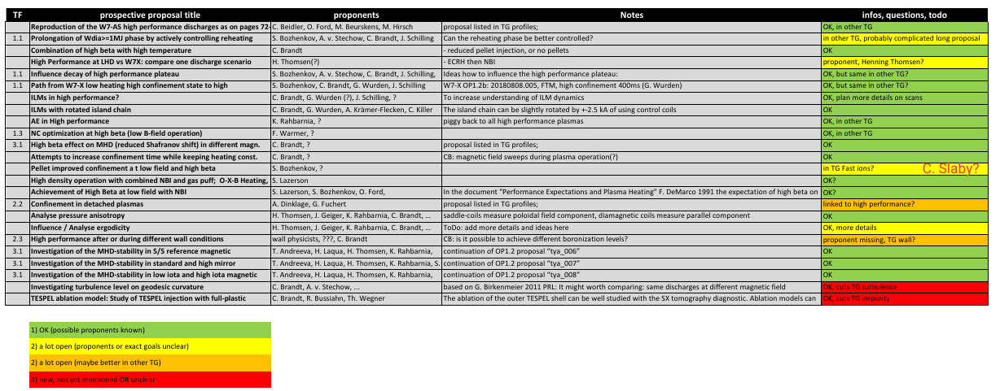 TF prospective proposal title proponents Notes infos, questions, todo
Reproduction of the W7-AS high performance discharges as on pages 72- C. Beidler, O. Ford, M. Beurskens, M. Hirsch proposal listed in TG profiles; OK, in other TG
1.1 Prolongation of Wdia>=1MJ phase by actively controlling reheating S. Bozhenkov, A. v. Stechow, C. Brandt, J. Schilling Can the reheating phase be better controlled? in other TG, probably complicated long proposal
Combination of high beta with high temperature C. Brandt - reduced pellet injection, or no pellets OK
High Performance at LHD vs W7X: compare one discharge scenario H. Thomsen(?) - ECRH then NBI proponent, Henning Thomsen?
1.1 Influence decay of high performance plateau S. Bozhenkov, C. Brandt, J. Schilling, Ideas how to influence the high performance plateau: OK, but same in other TG?
1.1 Path from W7-X low heating high confinement state to high S. Bozhenkov, C. Brandt, G. Wurden, J. Schilling W7-X OP1.2b: 20180808.005, FTM, high confinement 400ms (G. Wurden) OK, but same in other TG?
ILMs in high performance? C. Brandt, G. Wurden (?), J. Schilling, ? To increase understanding of ILM dynamics OK, plan more details on scans
ILMs with rotated island chain C. Brandt, G. Wurden, A. Krämer-Flecken, C. Killer The island chain can be slightly rotated by +-2.5 kA of using control coils OK
AE in High performance K. Rahbarnia, ? piggy back to all high performance plasmas OK, in other TG
1.3 NC optimization at high beta (low B-field operation) F. Warmer, ? OK, in other TG
3.1 High beta effect on MHD (reduced Shafranov shift) in different magn. C. Brandt, ? proposal listed in TG profiles; OK
Attempts to increase confinement time while keeping heating const. C. Brandt, ? CB: magnetic field sweeps during plasma operation(?) OK
Pellet improved confinement a t low field and high beta S. Bozhenkov, ? in TG Fast ions? C. Slaby?
High density operation with combined NBI and gas puff; O-X-B Heating, S. Lazerson OK?
Achievement of High Beta at low field with NBI S. Lazerson, S. Bozhenkov, O. Ford, In the document "Performance Expectations and Plasma Heating" F. DeMarco 1991 the expectation of high beta on OK?
2.2 Confinement in detached plasmas A. Dinklage, G. Fuchert proposal listed in TG profiles; linked to high performance?
Analyse pressure anisotropy H. Thomsen, J. Geiger, K. Rahbarnia, C. Brandt, ... saddle-coils measure poloidal field component, diamagnetic coils measure parallel component OK
Influence / Analyse ergodicity H. Thomsen, J. Geiger, K. Rahbarnia, C. Brandt, ... ToDo: add more details and ideas here OK, more details
2.3 High performance after or during different wall conditions wall physicists, ???, C. Brandt CB: is it possible to achieve different boronization levels? proponent missing, TG wall?
3.1 Investigation of the MHD-stability in 5/5 reference magnetic T. Andreeva, H. Laqua, H. Thomsen, K. Rahbarnia, continuation of OP1.2 proposal "tya_006" OK
3.1 Investigation of the MHD-stability in standard and high mirror T. Andreeva, H. Laqua, H. Thomsen, K. Rahbarnia, S. continuation of OP1.2 proposal "tya_007" OK
3.1 Investigation of the MHD-stability in low iota and high iota magnetic T. Andreeva, H. Laqua, H. Thomsen, K. Rahbarnia, continuation of OP1.2 proposal "tya_008" OK
Investigating turbulence level on geodesic curvature C. Brandt, A. v. Stechow, ... based on G. Birkenmeier 2011 PRL: It might worth comparing: same discharges at different magnetic field OK, cuts TG turbulence
TESPEL ablation model: Study of TESPEL injection with full-plastic C. Brandt, R. Bussiahn, Th. Wegner The ablation of the outer TESPEL shell can be well studied with the SX tomography diagnostic. Ablation models can OK, cuts TG impurity
1) OK (possible proponents known)
2) a lot open (proponents or exact goals unclear)
2) a lot open (maybe better in other TG)
4) new, not yet mentioned OR unclear